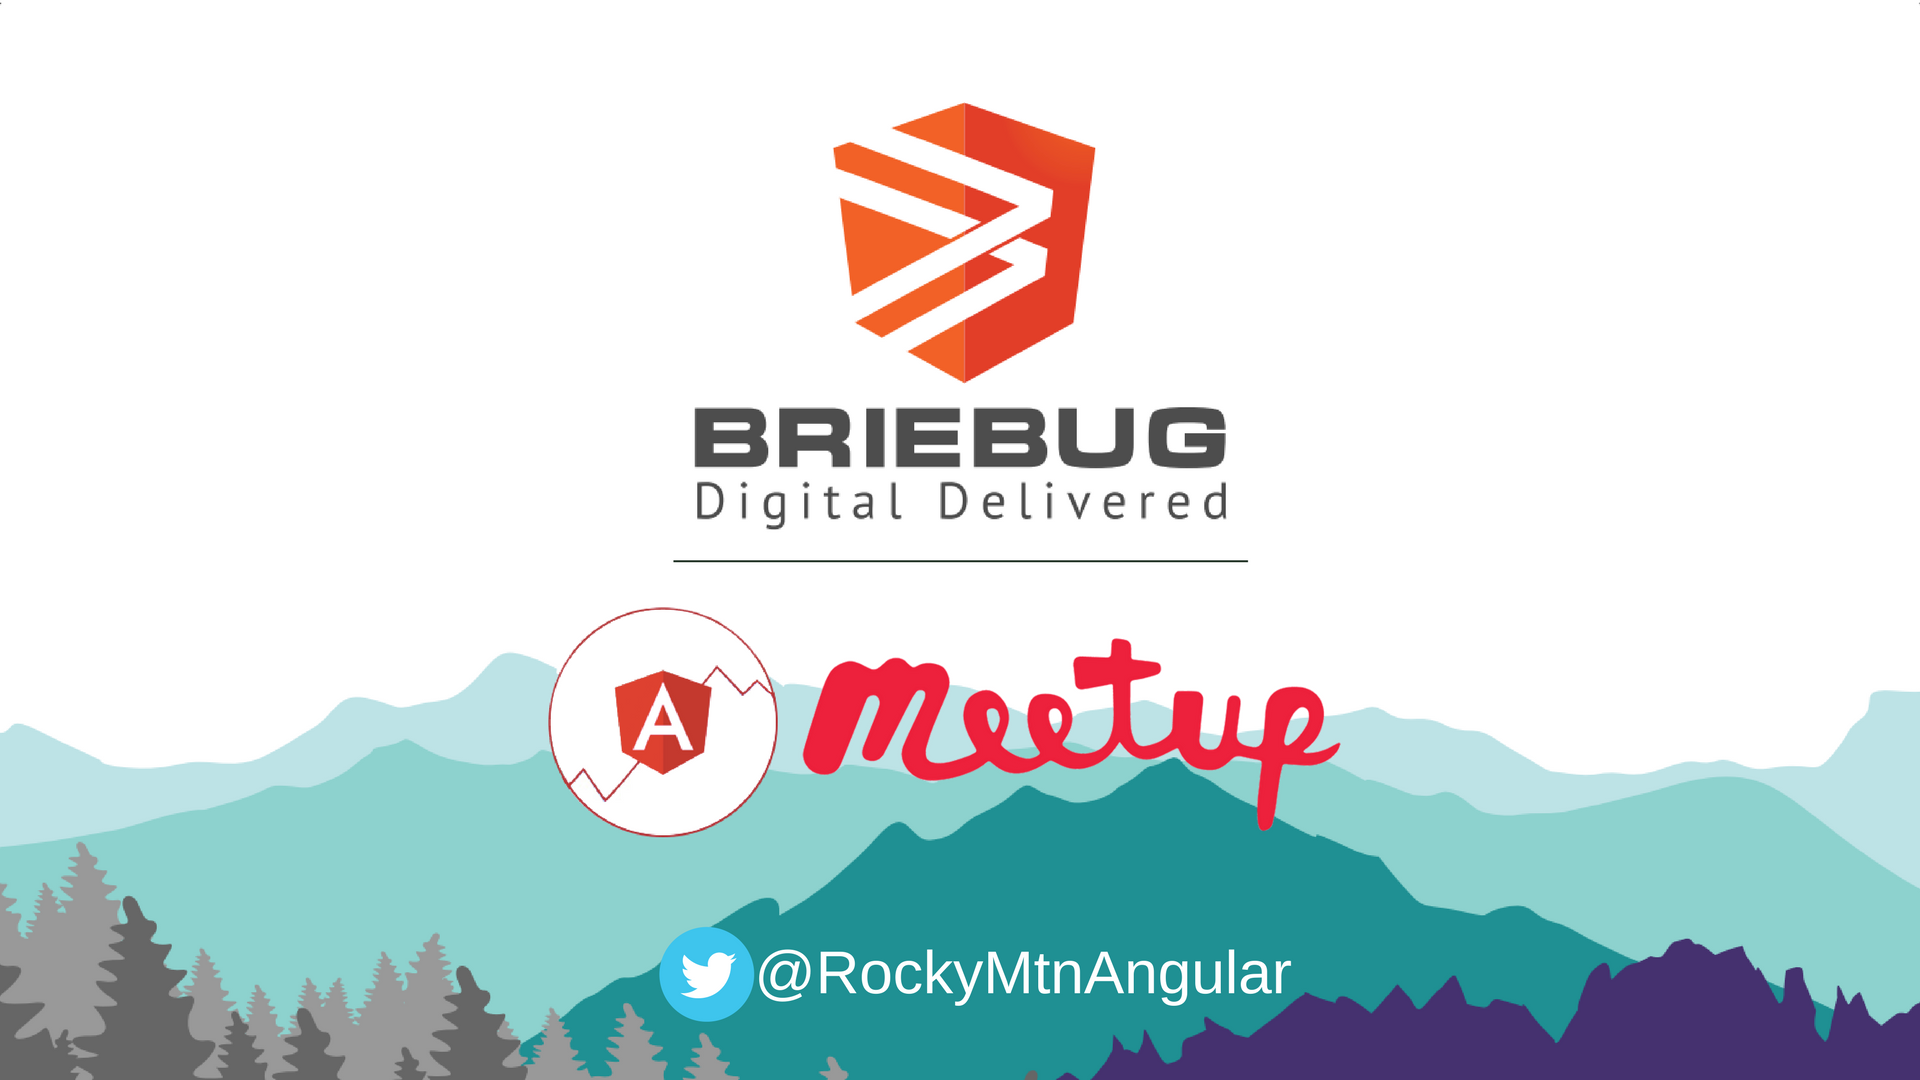 BRIEBUG
Digital Delivered
A meetup
@RockyMtnAngular